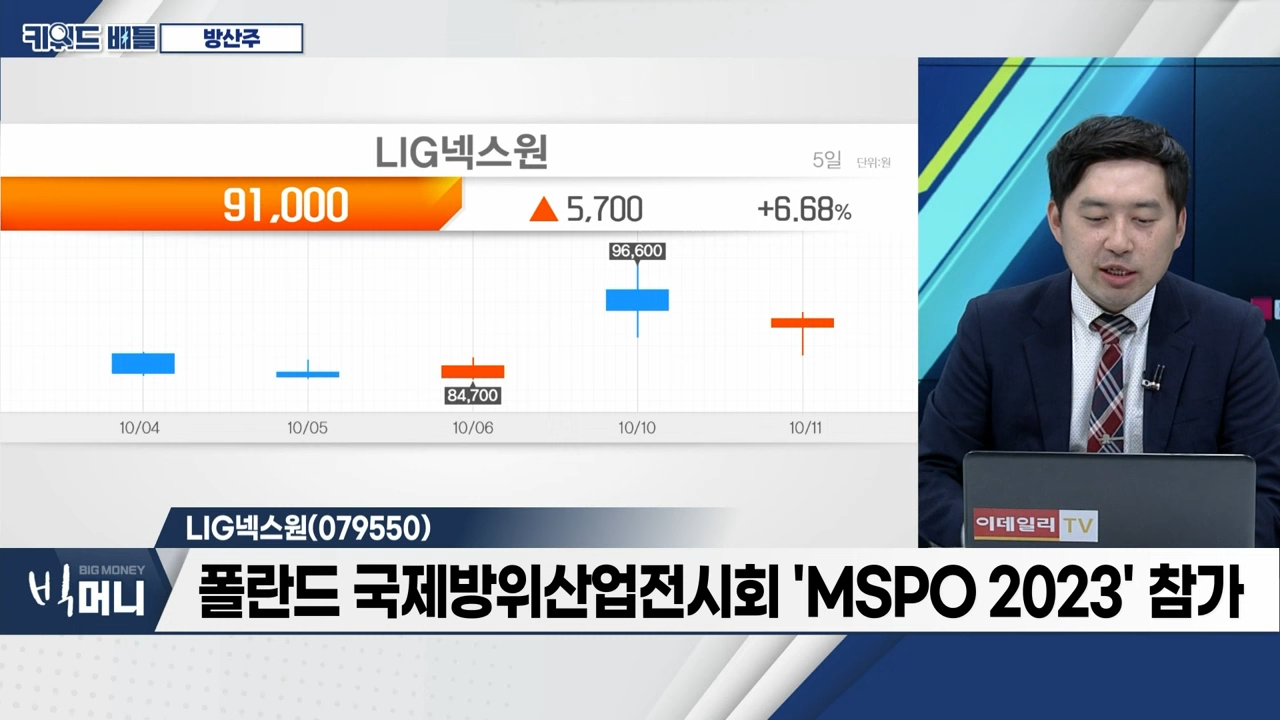 키워드 배틀 방산주
LIG넥스원
5일 단위:원
91,000 ▲ 5,700 +6.68%
96,600
84,700
10/04 10/05 10/06 10/10 10/11
이데일리TV
LIG넥스원(079550)
BIG MONEY
빅머니
폴란드 국제방위산업전시회 'MSPO 2023' 참가